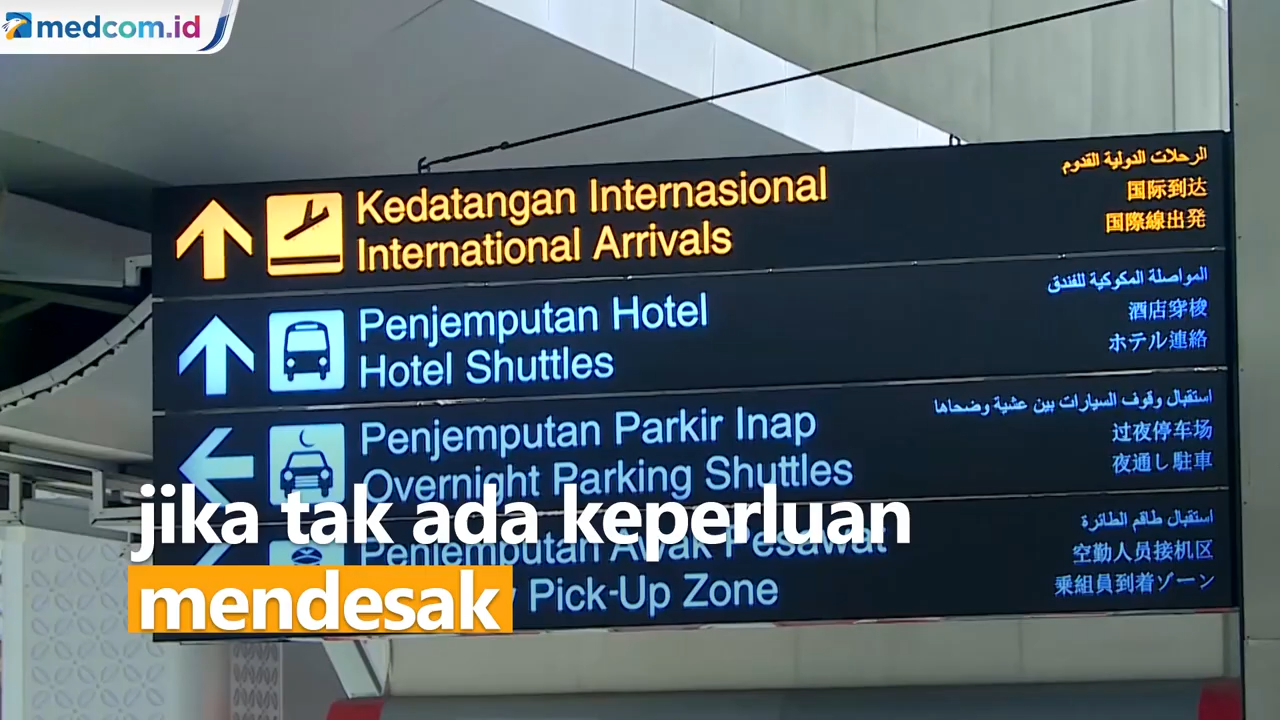 medcom.id
Kedatangan Internasional
International Arrivals
الرحلات الدولية القدوم
国际到达
国際線出発
Penjemputan Hotel
Hotel Shuttles
المواصلة المكوكية للفندق
酒店穿梭
ホテル連絡
Penjemputan Parkir Inap
Overnight Parking Shuttles
استقبال وقوف السيارات بين عشية وضحاها
过夜停车场
夜通し駐車
Penjemputan Awak Pesawat
Pick-Up Zone
استقبال طاقم الطائرة
空勤人员接机区
乗組員到着ゾーン
jika tak ada keperluan
mendesak